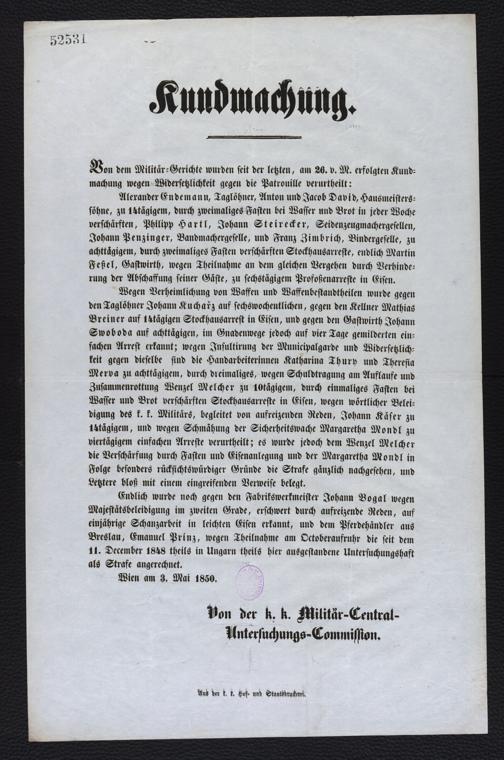 52531
Kundmachung.
Von dem Militär-Gerichte wurden seit der letzten, am 26. v. M. erfolgten Kund-
machung wegen Widersetzlichkeit gegen die Patrouille verurtheilt:
Alexander Endemann, Taglöhner, Anton und Jacob David, Hausmeisters-
söhne, zu 14tägigem, durch zweimaliges Fasten bei Wasser und Brot in jeder Woche
verschärften, Philipp Hartl, Johann Steirecker, Seidenzeugmachergesellen,
Johann Penzinger, Bandmachergeselle, und Franz Zimbrich, Bindergeselle, zu
achttägigem, durch zweimaliges Fasten verschärften Stockhausarreste, endlich Martin
Feßel, Gastwirth, wegen Theilnahme an dem gleichen Vergehen durch Verhinde-
rung der Abschaffung seiner Gäste, zu sechstägigem Profosenarreste in Eisen.
Wegen Verheimlichung von Waffen und Waffenbestandtheilen wurde gegen
den Taglöhner Johann Kucharz auf sechswochentlichen, gegen den Kellner Mathias
Breiner auf 14tägigen Stockhausarrest in Eisen, und gegen den Gastwirth Johann
Swoboda auf achttägigen, im Gnadenwege jedoch auf vier Tage gemilderten ein-
fachen Arrest erkannt; wegen Insultirung der Municipalgarde und Widersetzlich-
keit gegen dieselbe sind die Handarbeiterinnen Katharina Thury und Theresia
Merva zu achttägigem, durch dreimaliges, wegen Schuldtragung am Auflaufe und
Zusammenrottung Wenzel Melcher zu 10tägigem, durch einmaliges Fasten bei
Wasser und Brot verschärften Stockhausarreste in Eisen, wegen wörtlicher Belei-
digung des k. k. Militärs, begleitet von aufreizenden Reden, Johann Käfer zu
14tägigem, und wegen Schmähung der Sicherheitswache Margaretha Mondl zu
viertägigem einfachen Arreste verurtheilt; es wurde jedoch dem Wenzel Melcher
die Verschärfung durch Fasten und Eisenanlegung und der Margaretha Mondl in
Folge besonders rücksichtswürdiger Gründe die Strafe gänzlich nachgesehen, und
Letztere bloß mit einem eingreifenden Verweise belegt.
Endlich wurde noch gegen den Fabrikswerkmeister Johann Bogal wegen
Majestätsbeleidigung im zweiten Grade, erschwert durch aufreizende Reden, auf
einjährige Schanzarbeit in leichten Eisen erkannt, und dem Pferdehändler aus
Breslau, Emanuel Prinz, wegen Theilnahme am Octoberaufruhr die seit dem
11. December 1848 theils in Ungarn theils hier ausgestandene Untersuchungshaft
als Strafe angerechnet.
Wien am 3. Mai 1850.
Von der k. k. Militär-Central-
Untersuchungs-Commission.
Aus der k. k. Hof- und Staatsdruckerei.